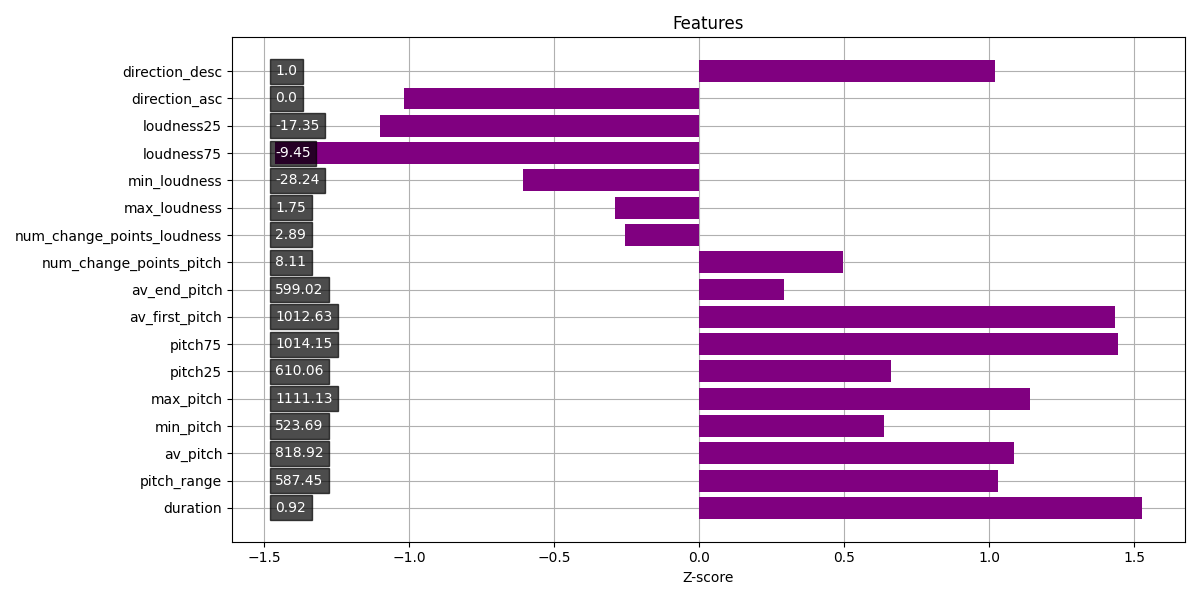 Features
direction_desc 1.0
direction_asc 0.0
loudness25 -17.35
loudness75 -9.45
min_loudness -28.24
max_loudness 1.75
num_change_points_loudness 2.89
num_change_points_pitch 8.11
av_end_pitch 599.02
av_first_pitch 1012.63
pitch75 1014.15
pitch25 610.06
max_pitch 1111.13
min_pitch 523.69
av_pitch 818.92
pitch_range 587.45
duration 0.92
−1.5 −1.0 −0.5 0.0 0.5 1.0 1.5
Z-score